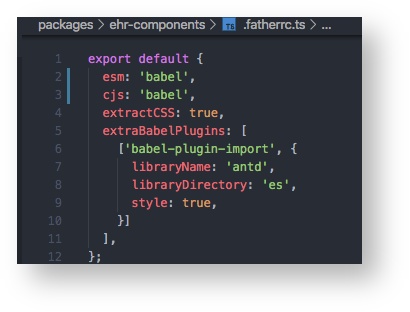 packages > ehr-components > TS .fatherrc.ts > ...
1 export default {
2 esm: 'babel',
3 cjs: 'babel',
4 extractCSS: true,
5 extraBabelPlugins: [
6 ['babel-plugin-import', {
7 libraryName: 'antd',
8 libraryDirectory: 'es',
9 style: true,
10 }]
11 ],
12 };